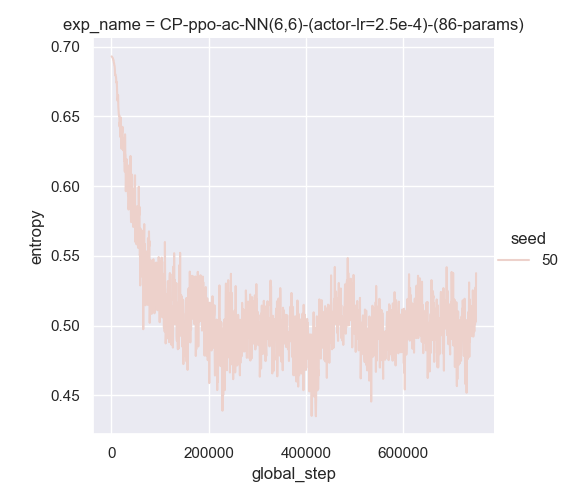 exp_name = CP-ppo-ac-NN(6,6)-(actor-lr=2.5e-4)-(86-params)
0.70
0.65
0.60
0.55
0.50
0.45
entropy
0 200000 400000 600000
global_step
seed
50